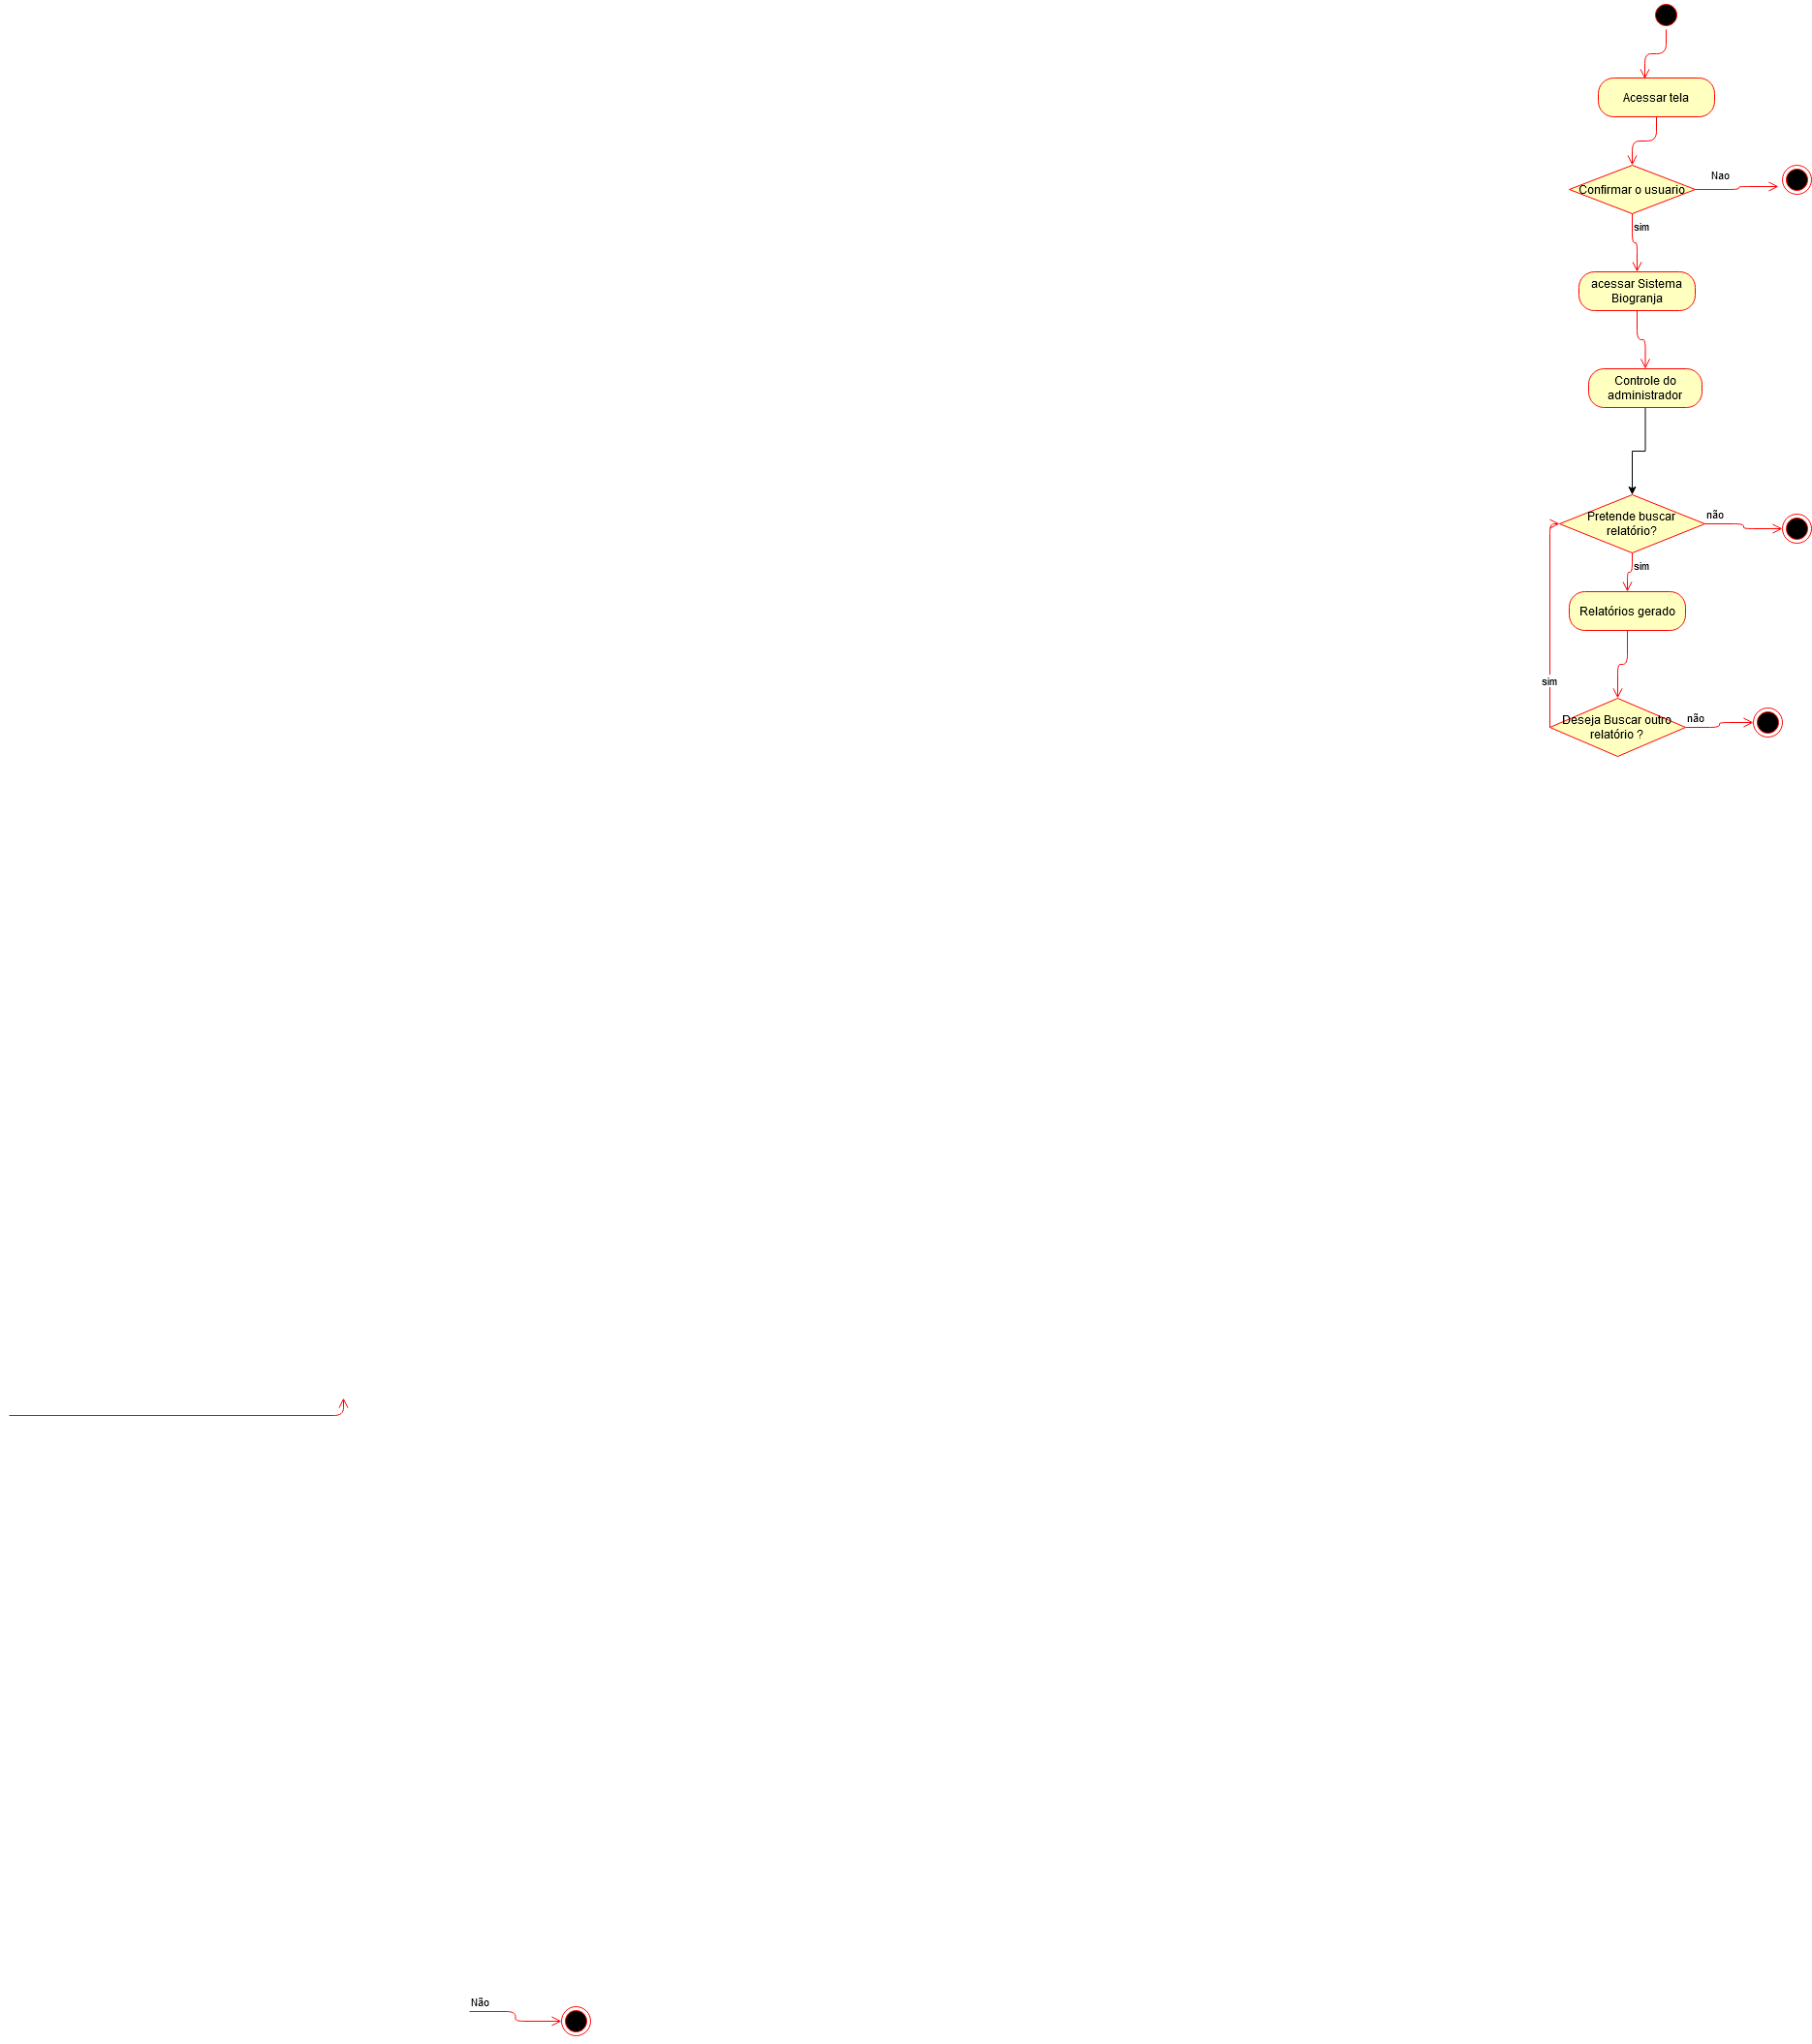 Acessar tela
Nao
Confirmar o usuario
sim
acessar Sistema
Biogranja
Controle do
administrador
não
Pretende buscar
relatório?
sim
Relatórios gerado
sim
não
Deseja Buscar outro
relatório ?
Não